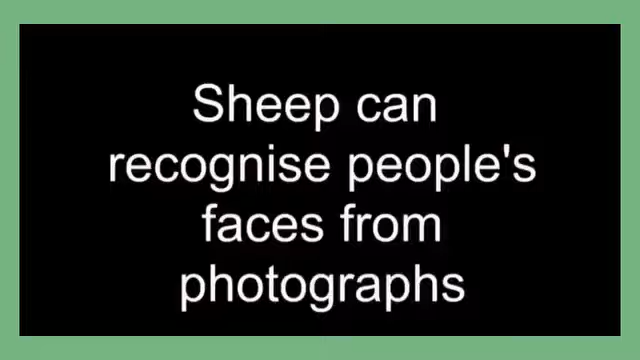 Sheep can
recognise people's
faces from
photographs